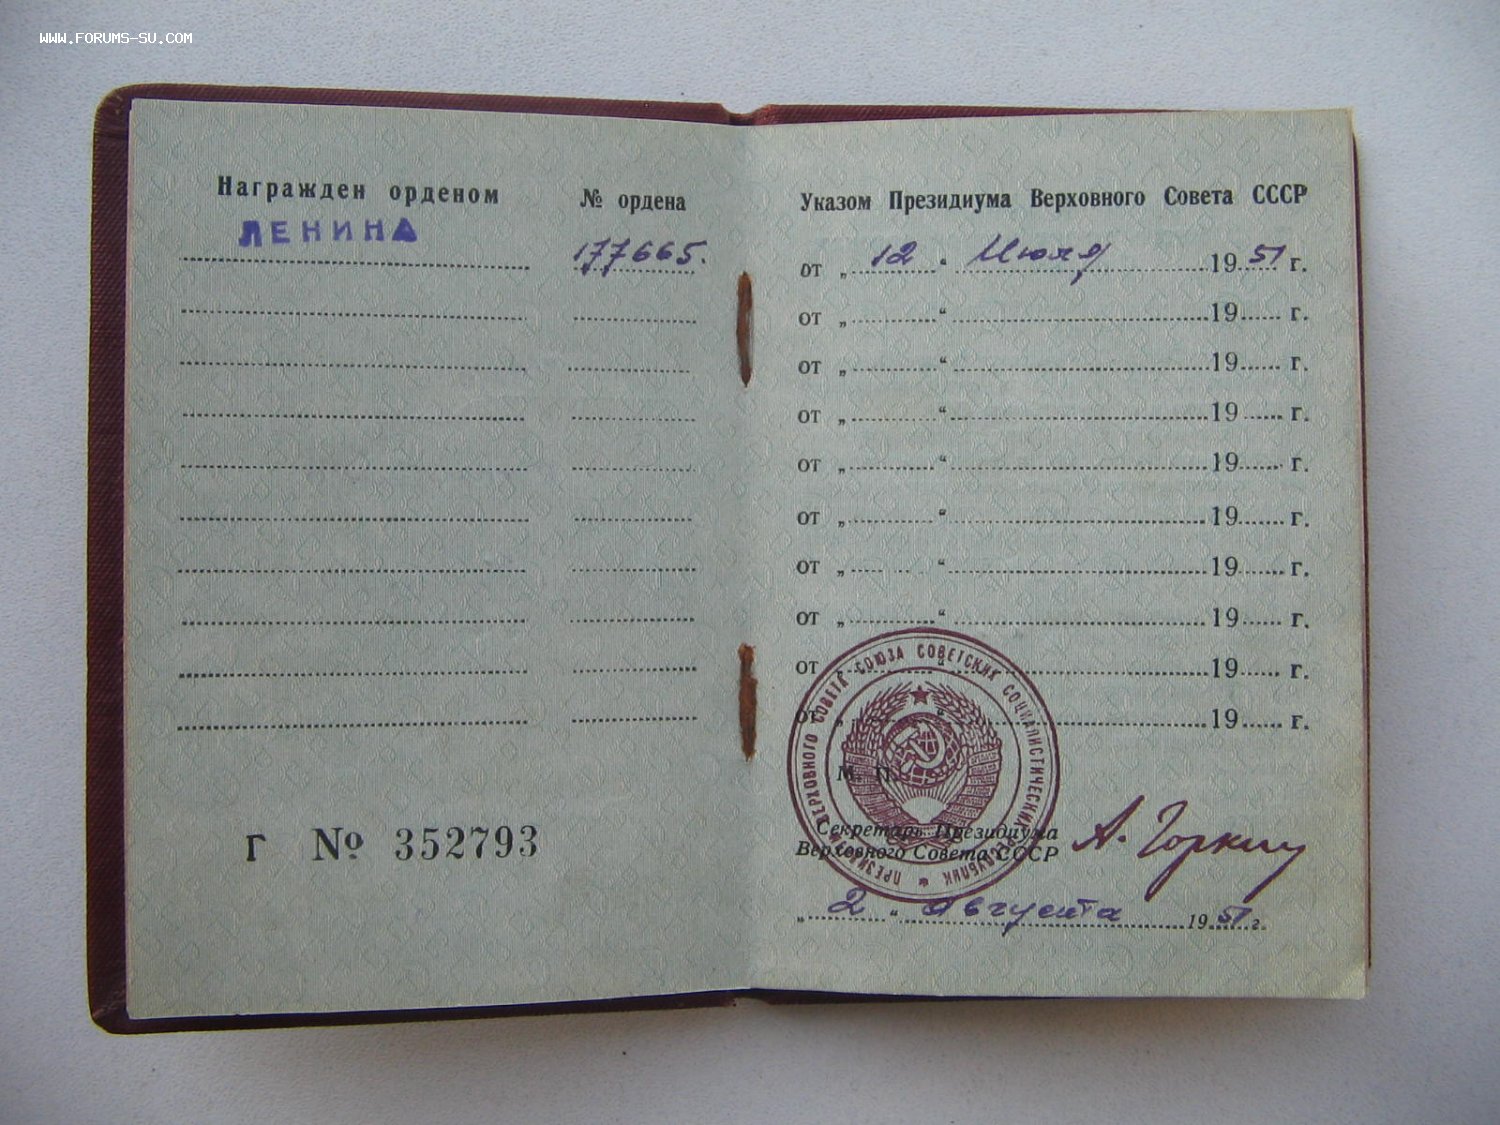 WWW.FORUMS-SU.COM
Награжден орденом № ордена
ЛЕНИНА 177665.
Г № 352793
Указом Президиума Верховного Совета СССР
от „ 12 “ Июля 1951 г.
от „ “ 19 г.
от „ “ 19 г.
от „ “ 19 г.
от „ “ 19 г.
от „ “ 19 г.
от „ “ 19 г.
от „ “ 19 г.
от „ “ 19 г.
от „ “ 19 г.
М. П.
ПРЕЗИДИУМ ВЕРХОВНОГО СОВЕТА СОЮЗА СОВЕТСКИХ СОЦИАЛИСТИЧЕСКИХ РЕСПУБЛИК
Секретарь Президиума
Верховного Совета СССР А. Горкин
„ 2 “ Августа 1951 г.